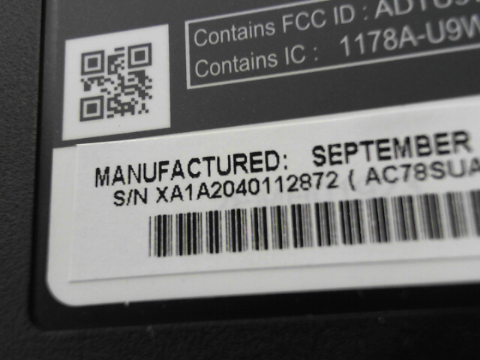 Contains FCC ID :
Contains IC : 1178A-U9W
MANUFACTURED: SEPTEMBER
S/N XA1A2040112872 ( AC78SUA